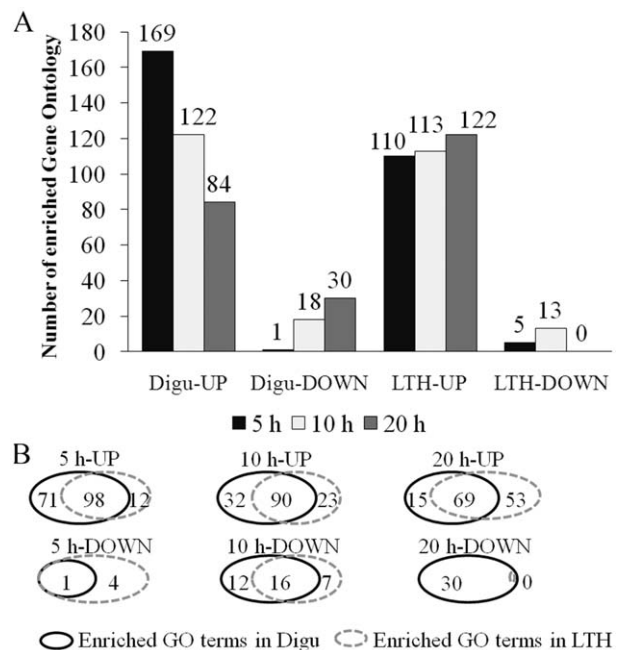 A
Number of enriched Gene Ontology
180
160
140
120
100
80
60
40
20
0
169
122
84
1
18
30
110
113
122
5
13
0
Digu-UP Digu-DOWN LTH-UP LTH-DOWN
5 h 10 h 20 h
B
5 h-UP 10 h-UP 20 h-UP
71 98 12 32 90 23 15 69 53
5 h-DOWN 10 h-DOWN 20 h-DOWN
1 4 12 16 7 30 0 0
Enriched GO terms in Digu Enriched GO terms in LTH